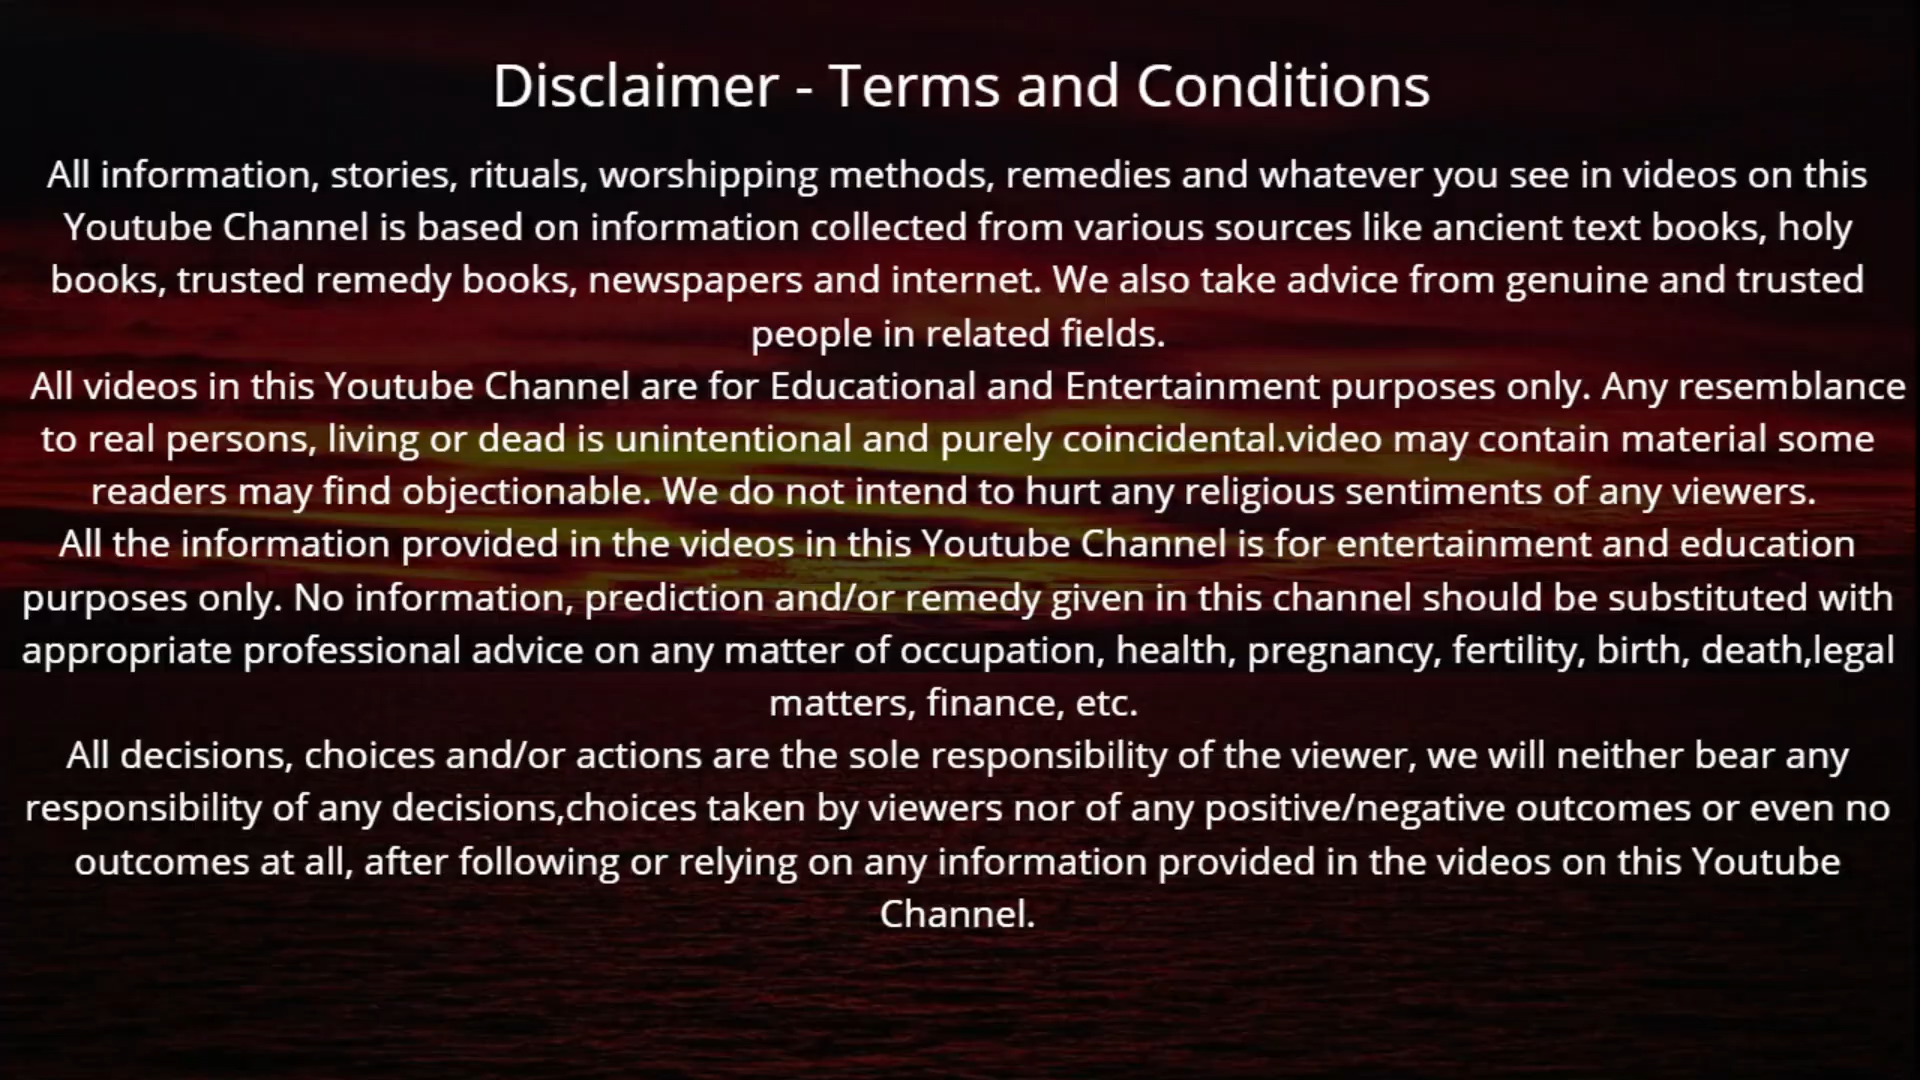 Disclaimer - Terms and Conditions
All information, stories, rituals, worshipping methods, remedies and whatever you see in videos on this
Youtube Channel is based on information collected from various sources like ancient text books, holy
books, trusted remedy books, newspapers and internet. We also take advice from genuine and trusted
people in related fields.
All videos in this Youtube Channel are for Educational and Entertainment purposes only. Any resemblance
to real persons, living or dead is unintentional and purely coincidental.video may contain material some
readers may find objectionable. We do not intend to hurt any religious sentiments of any viewers.
All the information provided in the videos in this Youtube Channel is for entertainment and education
purposes only. No information, prediction and/or remedy given in this channel should be substituted with
appropriate professional advice on any matter of occupation, health, pregnancy, fertility, birth, death,legal
matters, finance, etc.
All decisions, choices and/or actions are the sole responsibility of the viewer, we will neither bear any
responsibility of any decisions,choices taken by viewers nor of any positive/negative outcomes or even no
outcomes at all, after following or relying on any information provided in the videos on this Youtube
Channel.